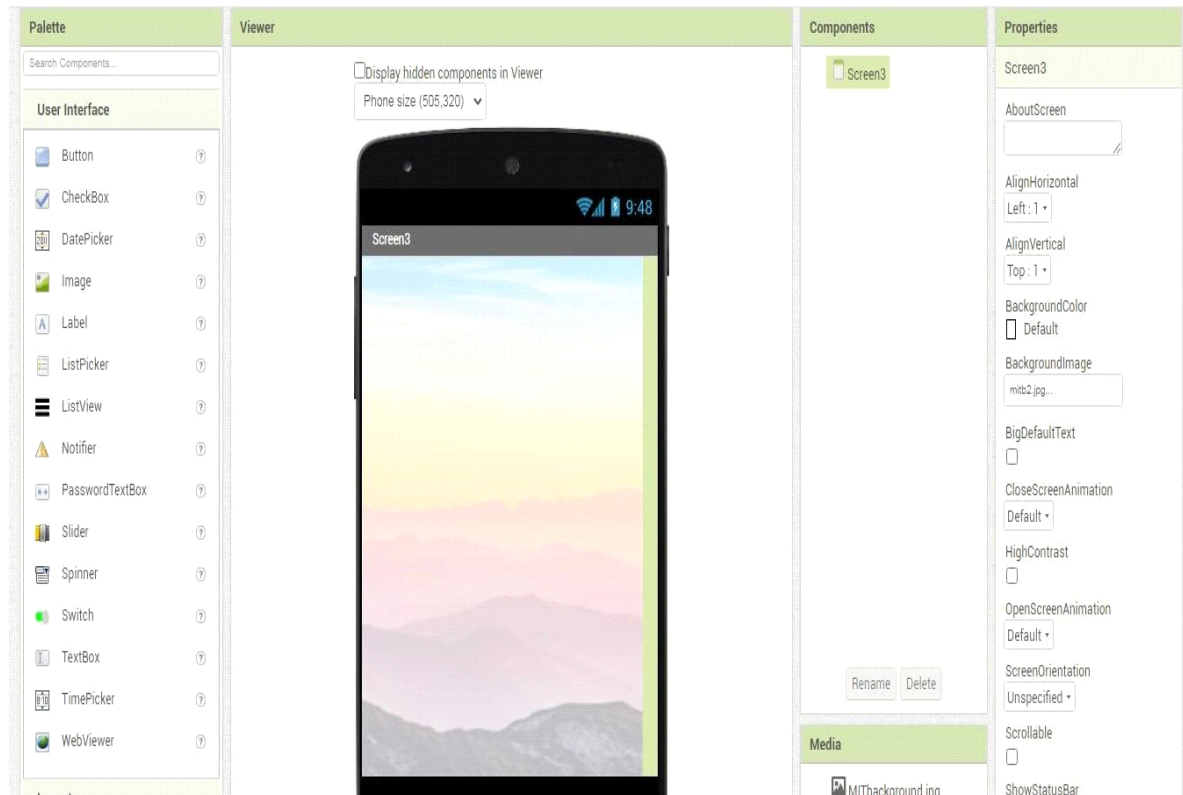 Palette
Search Components...
User Interface
Button
CheckBox
DatePicker
Image
Label
ListPicker
ListView
Notifier
PasswordTextBox
Slider
Spinner
Switch
TextBox
TimePicker
WebViewer
Viewer
Display hidden components in Viewer
Phone size (505,320)
9:48
Screen3
Components
Screen3
Rename Delete
Media
MITbackground.jpg
Properties
Screen3
AboutScreen
AlignHorizontal
Left : 1
AlignVertical
Top : 1
BackgroundColor
Default
BackgroundImage
mitb2.jpg...
BigDefaultText
CloseScreenAnimation
Default
HighContrast
OpenScreenAnimation
Default
ScreenOrientation
Unspecified
Scrollable
ShowStatusBar